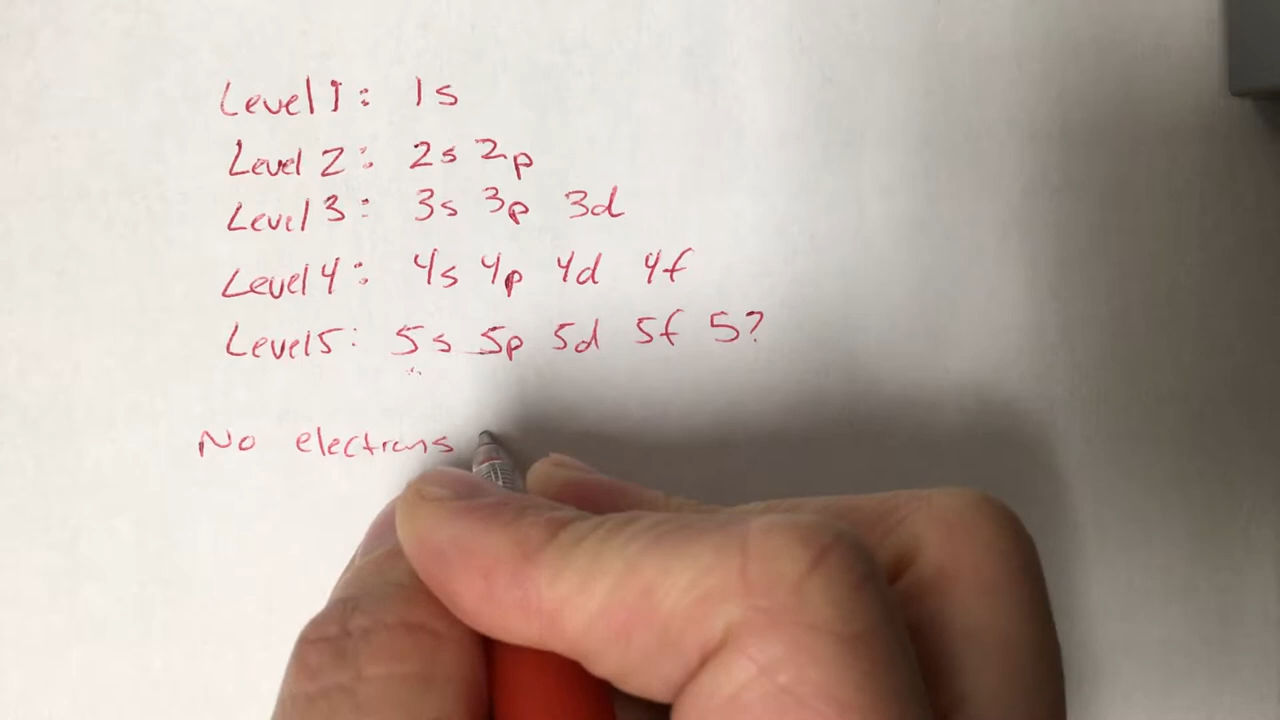 Level 1: 1s
Level 2: 2s 2p
Level 3: 3s 3p 3d
Level 4: 4s 4p 4d 4f
Level 5: 5s 5p 5d 5f 5?
No electrons